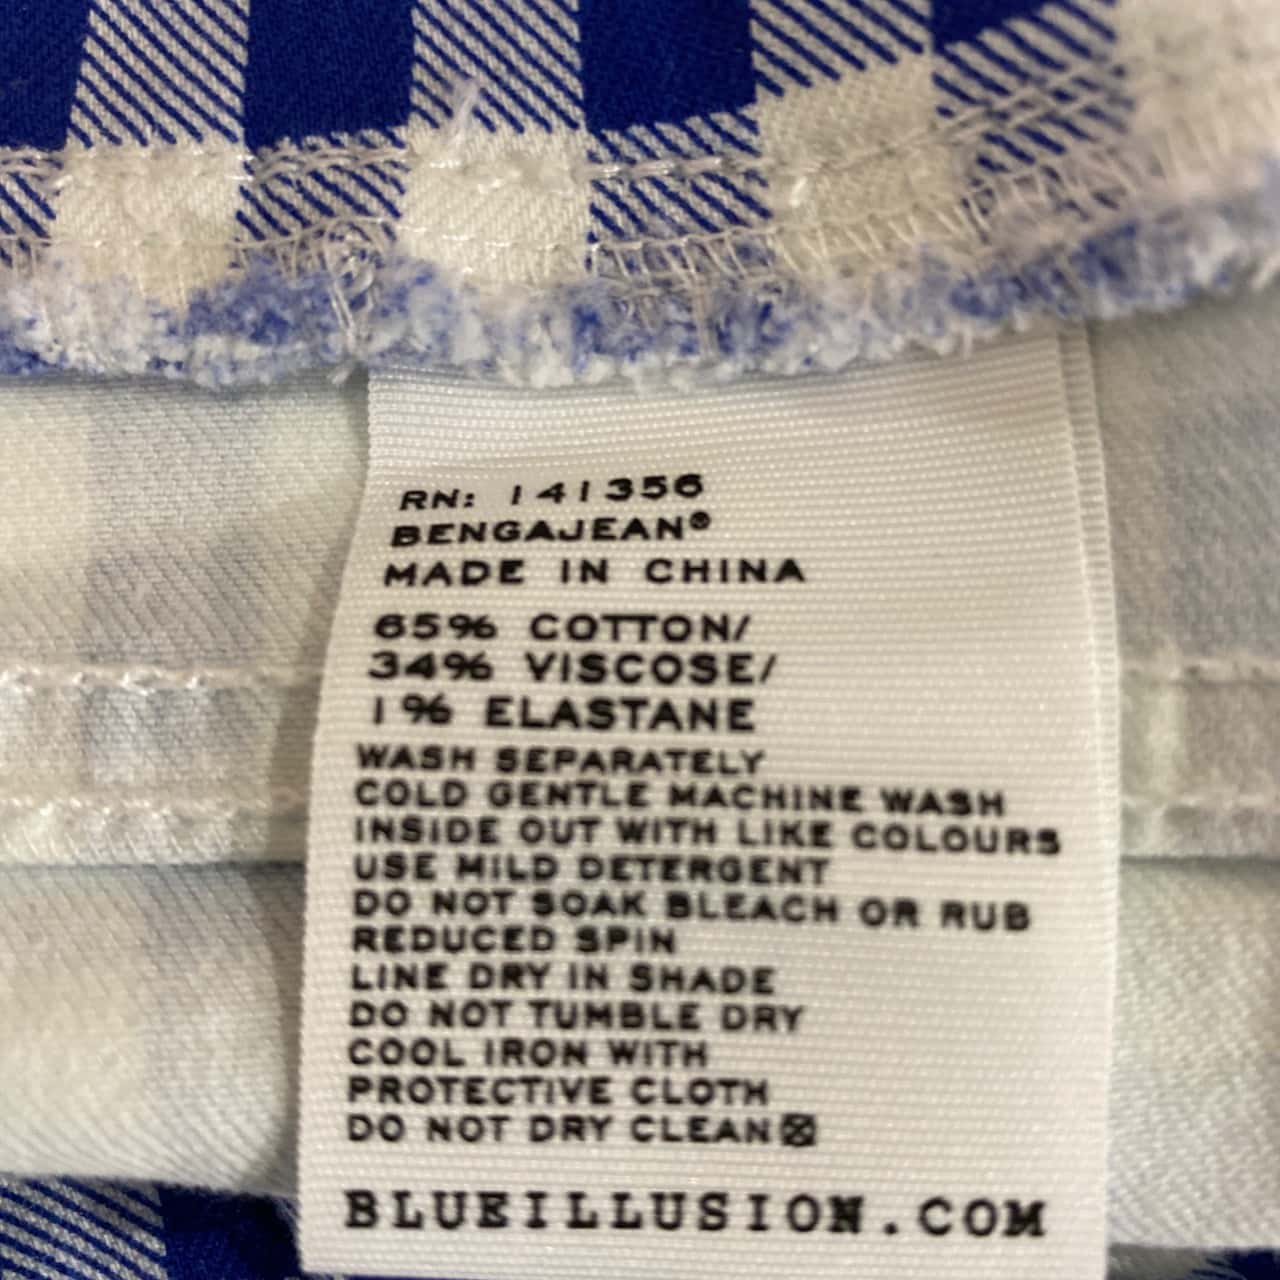 RN: 141356
BENGAJEAN®
MADE IN CHINA
65% COTTON/
34% VISCOSE/
1% ELASTANE
WASH SEPARATELY
COLD GENTLE MACHINE WASH
INSIDE OUT WITH LIKE COLOURS
USE MILD DETERGENT
DO NOT SOAK BLEACH OR RUB
REDUCED SPIN
LINE DRY IN SHADE
DO NOT TUMBLE DRY
COOL IRON WITH
PROTECTIVE CLOTH
DO NOT DRY CLEAN
BLUEILLUSION.COM